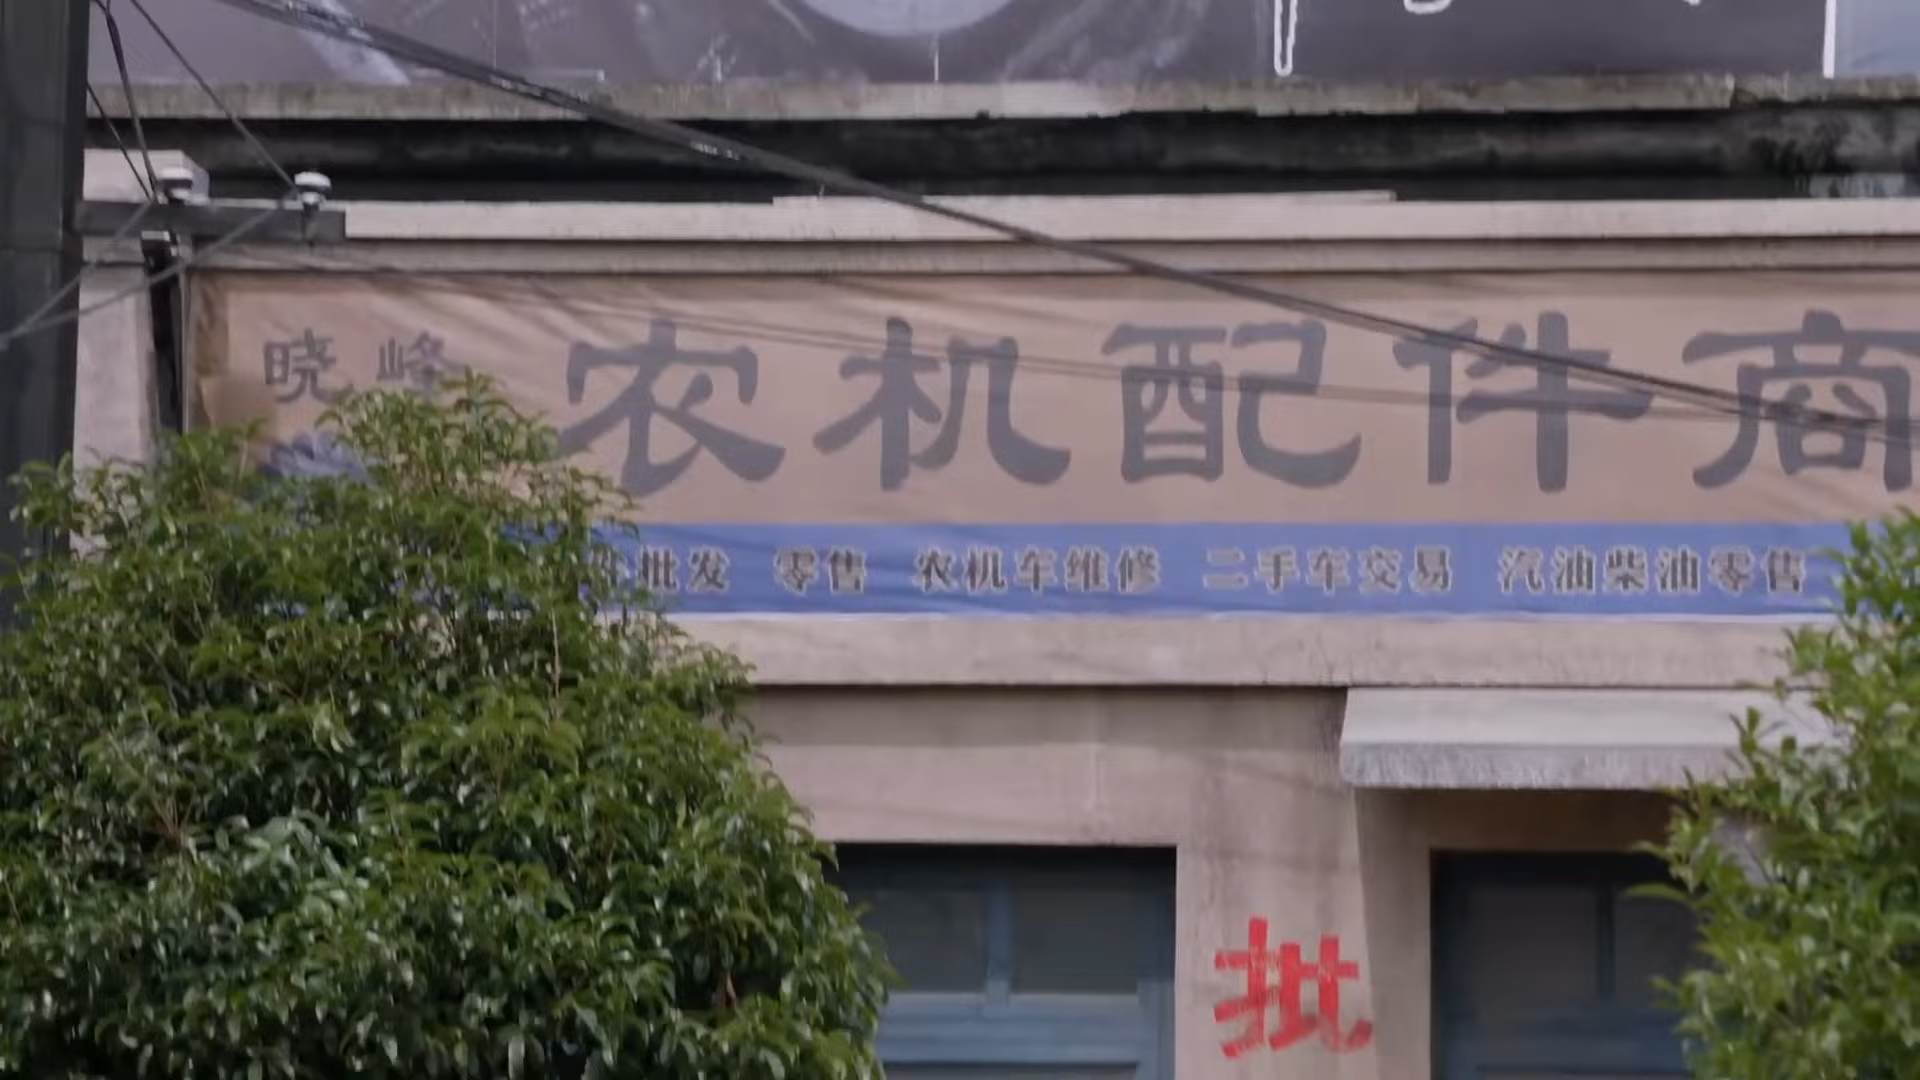 晓峰 农机配件商
批发 零售 农机车维修 二手车交易 汽油柴油零售
批